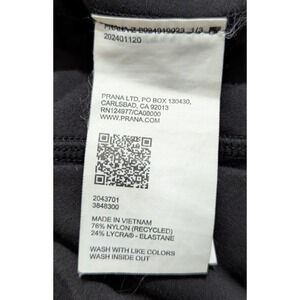 202401120
PRANA LTD, PO BOX 130430,
CARLSBAD, CA 92013
RN124977/CA00000
WWW.PRANA.COM
2043701
3848300
MADE IN VIETNAM
76% NYLON (RECYCLED)
24% LYCRA® - ELASTANE
WASH WITH LIKE COLORS
WASH INSIDE OUT